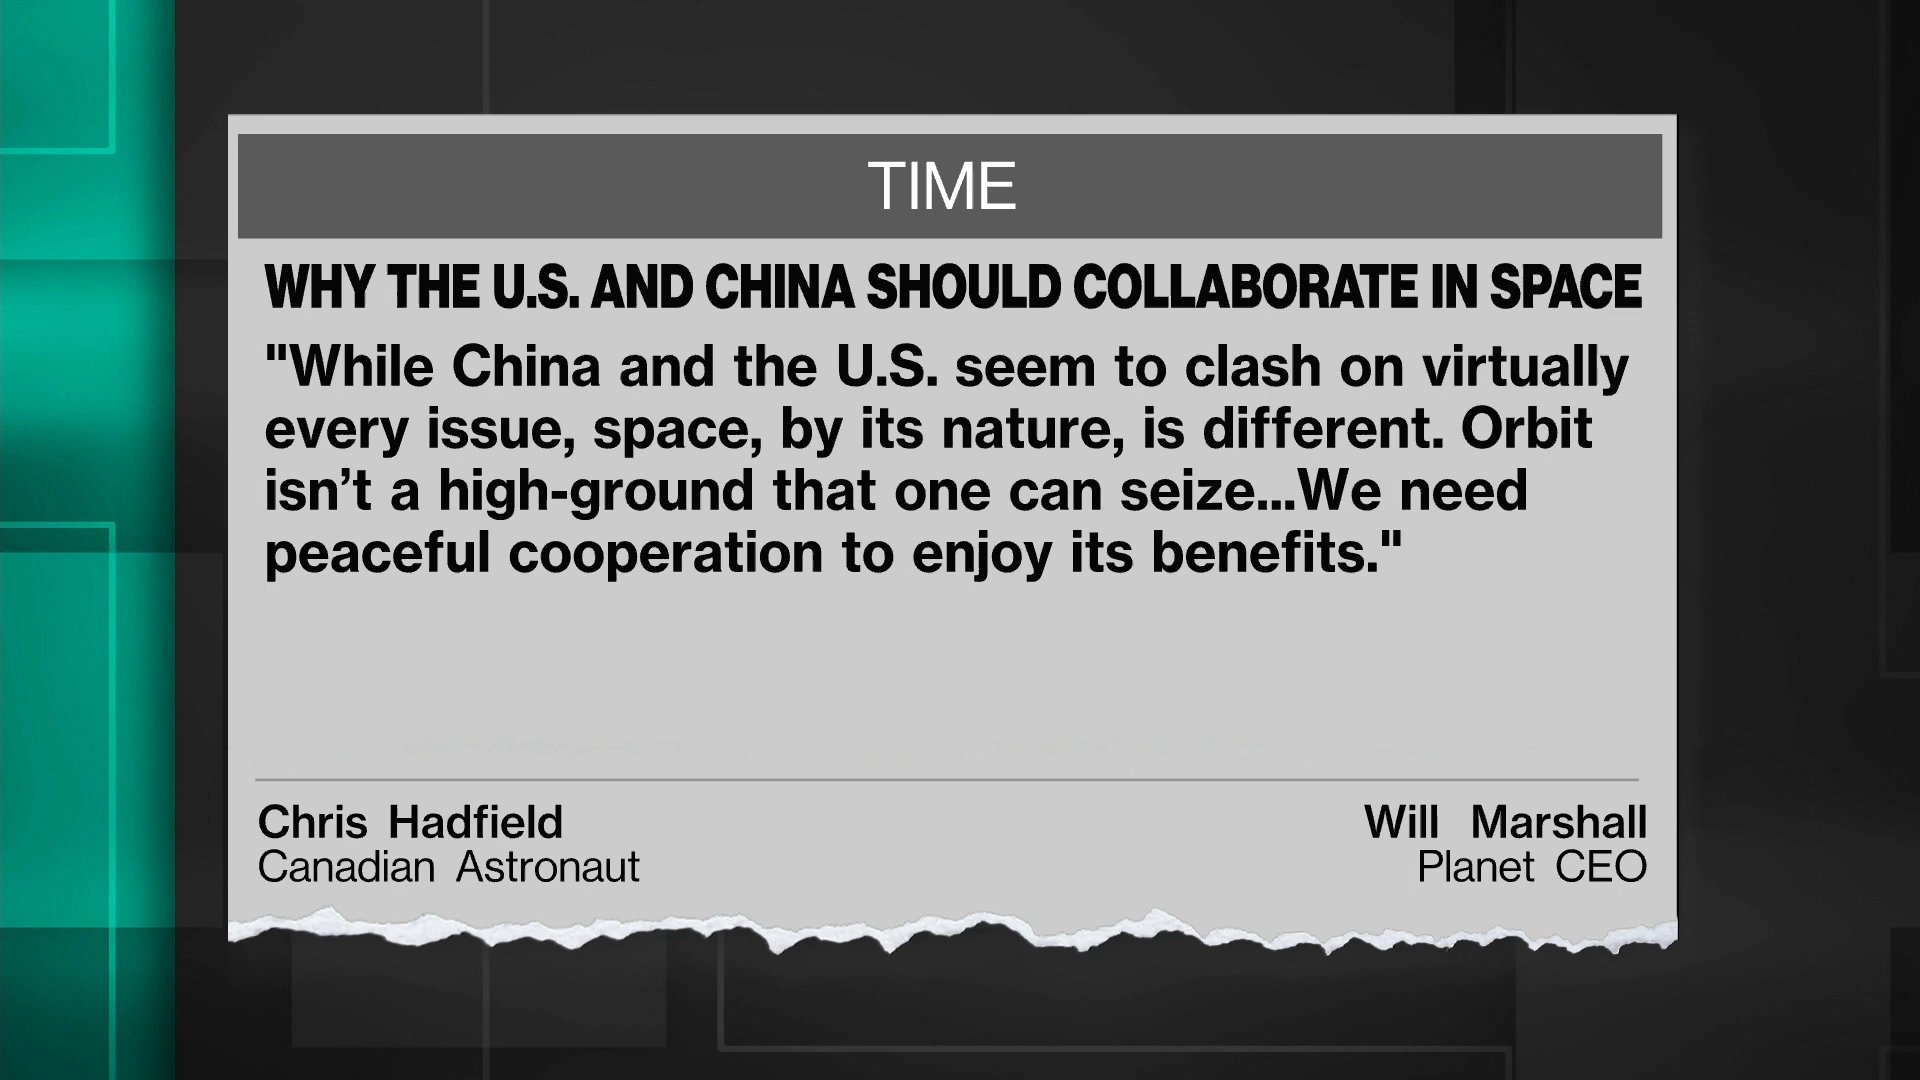 TIME
WHY THE U.S. AND CHINA SHOULD COLLABORATE IN SPACE
"While China and the U.S. seem to clash on virtually
every issue, space, by its nature, is different. Orbit
isn’t a high-ground that one can seize...We need
peaceful cooperation to enjoy its benefits."
Chris Hadfield
Canadian Astronaut
Will Marshall
Planet CEO